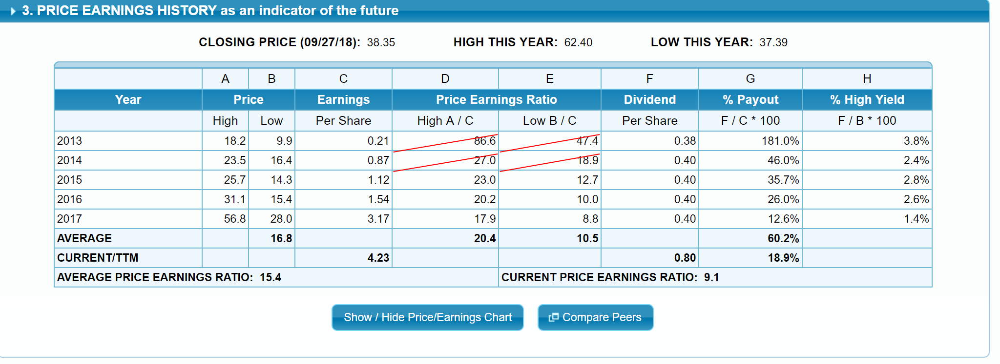 3. PRICE EARNINGS HISTORY as an indicator of the future
CLOSING PRICE (09/27/18): 38.35 HIGH THIS YEAR: 62.40 LOW THIS YEAR: 37.39
A B C D E F G H
Year Price Earnings Price Earnings Ratio Dividend % Payout % High Yield
High Low Per Share High A / C Low B / C Per Share F / C * 100 F / B * 100
2013 18.2 9.9 0.21 86.6 47.4 0.38 181.0% 3.8%
2014 23.5 16.4 0.87 27.0 18.9 0.40 46.0% 2.4%
2015 25.7 14.3 1.12 23.0 12.7 0.40 35.7% 2.8%
2016 31.1 15.4 1.54 20.2 10.0 0.40 26.0% 2.6%
2017 56.8 28.0 3.17 17.9 8.8 0.40 12.6% 1.4%
AVERAGE 16.8 20.4 10.5 60.2%
CURRENT/TTM 4.23 0.80 18.9%
AVERAGE PRICE EARNINGS RATIO: 15.4 CURRENT PRICE EARNINGS RATIO: 9.1
Show / Hide Price/Earnings Chart Compare Peers